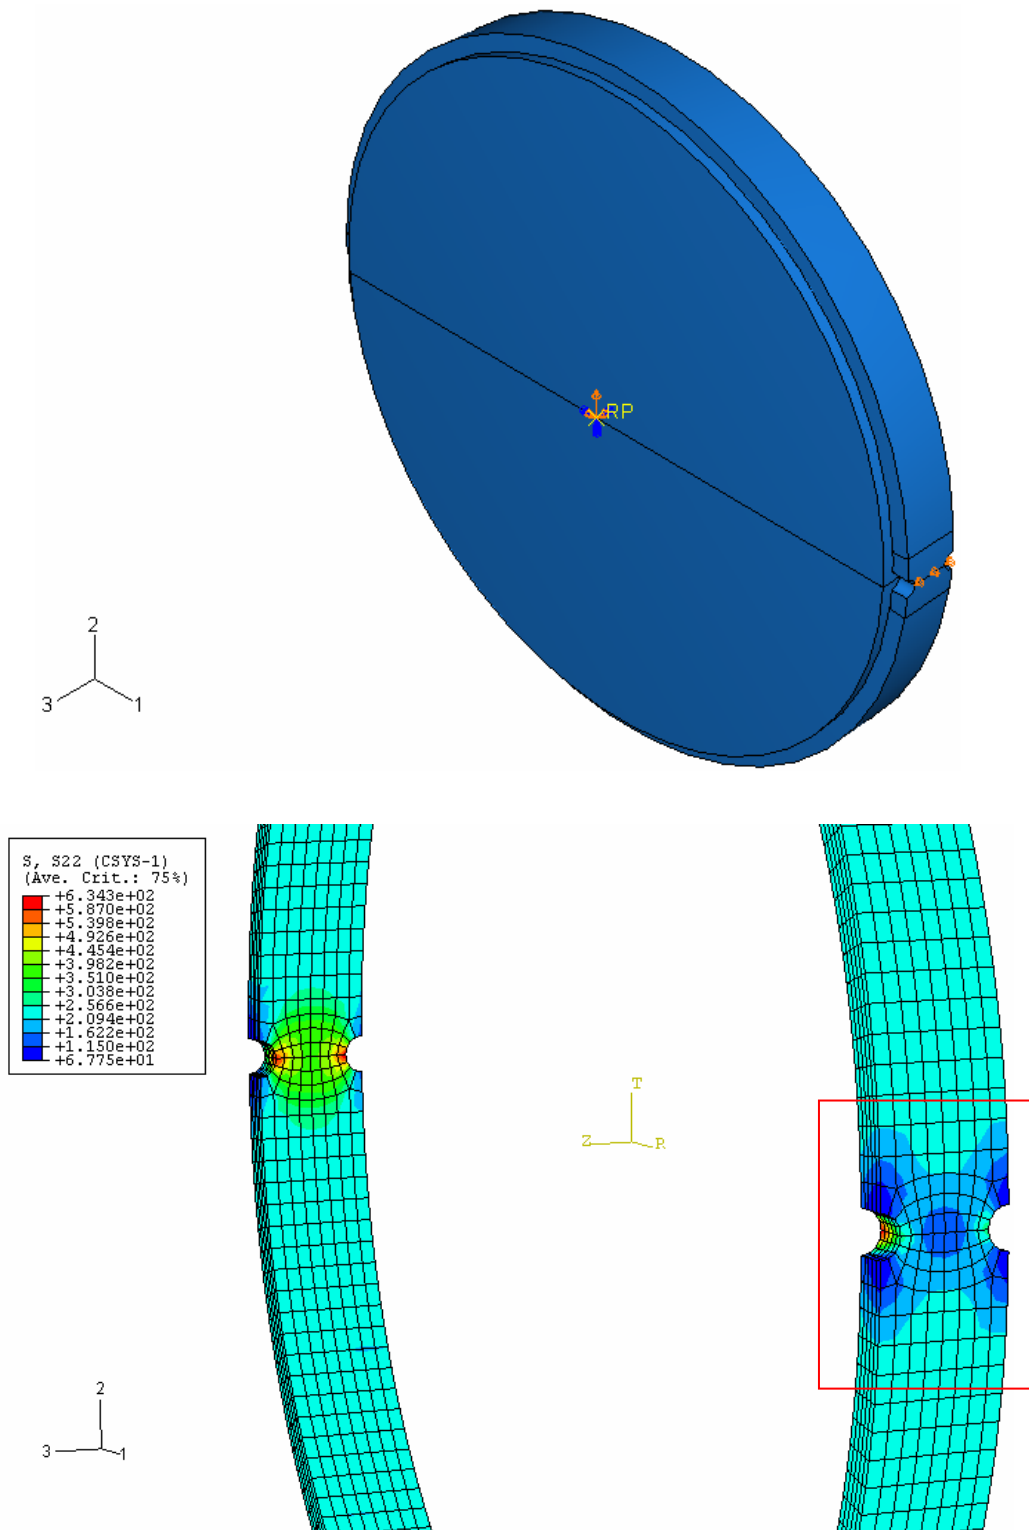 RP
2
3
1
S, S22 (CSYS-1)
(Ave. Crit.: 75%)
+6.343e+02
+5.870e+02
+5.398e+02
+4.926e+02
+4.454e+02
+3.982e+02
+3.510e+02
+3.038e+02
+2.566e+02
+2.094e+02
+1.622e+02
+1.150e+02
+6.775e+01
T
Z
R
2
3
1